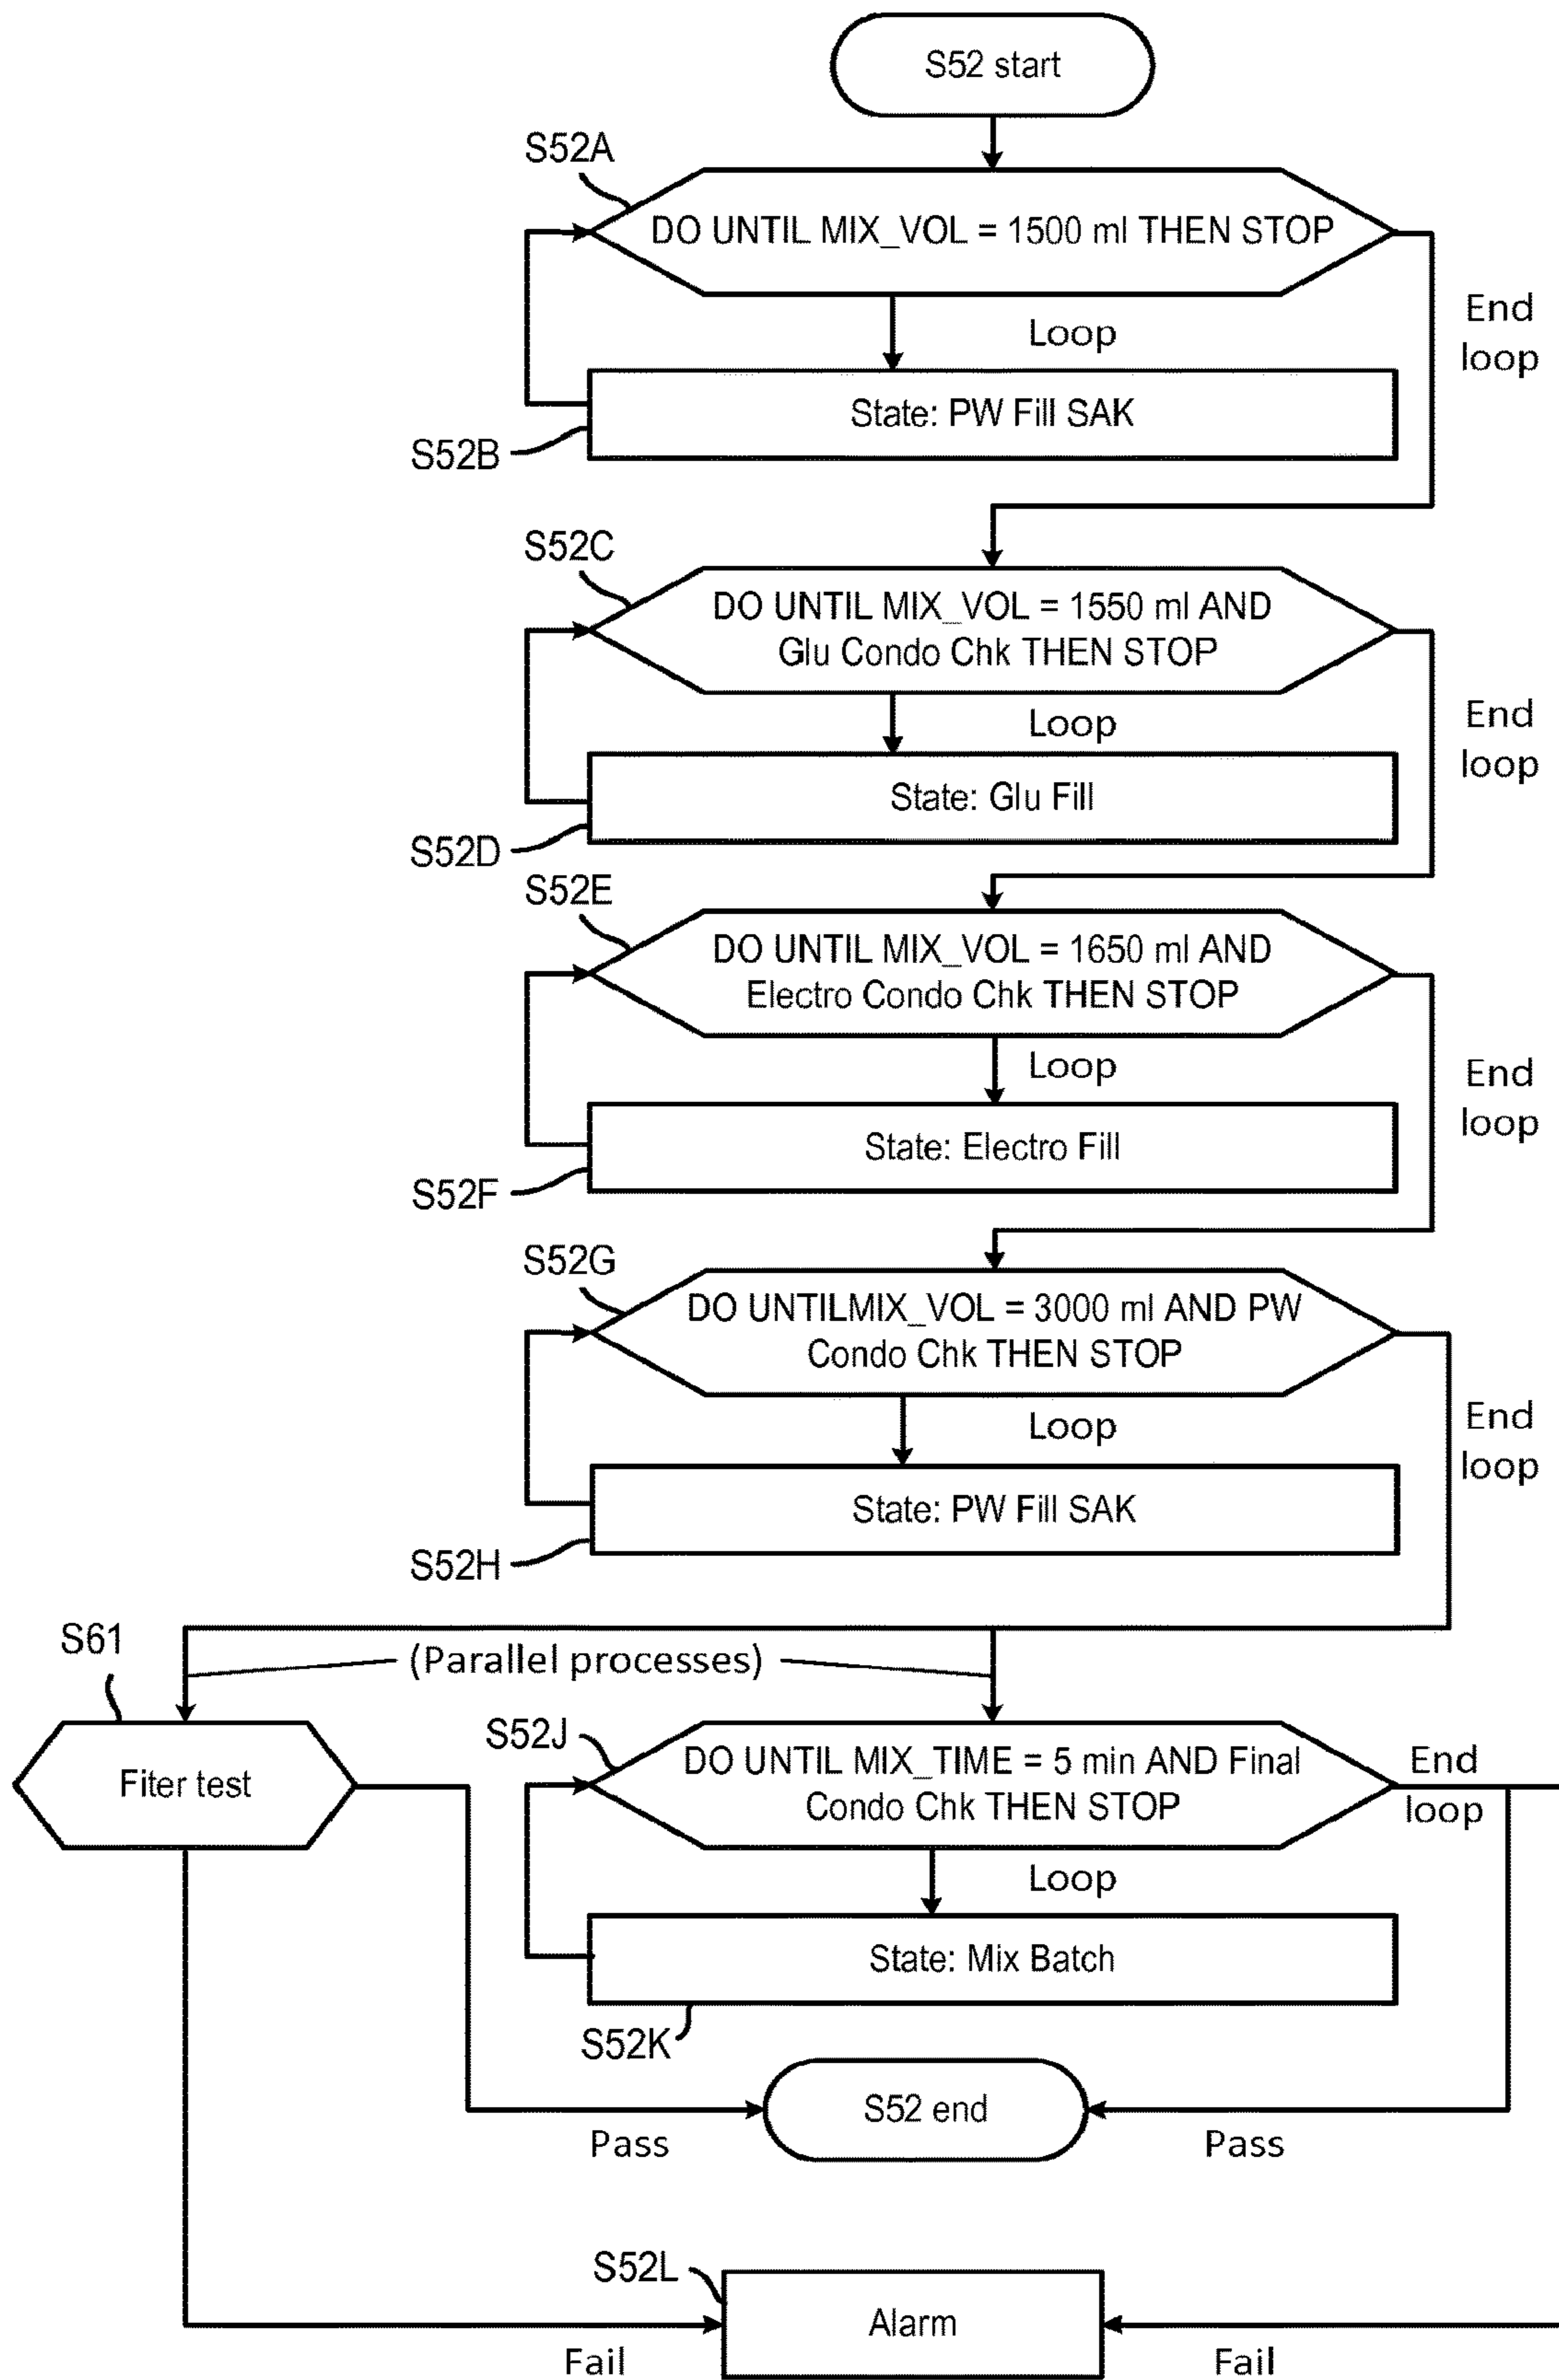 S52 start
S52A
DO UNTIL MIX_VOL = 1500 ml THEN STOP
End
loop
Loop
State: PW Fill SAK
S52B
S52C
DO UNTIL MIX_VOL = 1550 ml AND
Glu Condo Chk THEN STOP
End
loop
Loop
State: Glu Fill
S52D
S52E
DO UNTIL MIX_VOL = 1650 ml AND
Electro Condo Chk THEN STOP
End
loop
Loop
State: Electro Fill
S52F
S52G
DO UNTILMIX_VOL = 3000 ml AND PW
Condo Chk THEN STOP
End
loop
Loop
State: PW Fill SAK
S52H
S61
(Parallel processes)
Fiter test
S52J
DO UNTIL MIX_TIME = 5 min AND Final
Condo Chk THEN STOP
End
loop
Loop
State: Mix Batch
S52K
S52 end
Pass
Pass
S52L
Alarm
Fail
Fail